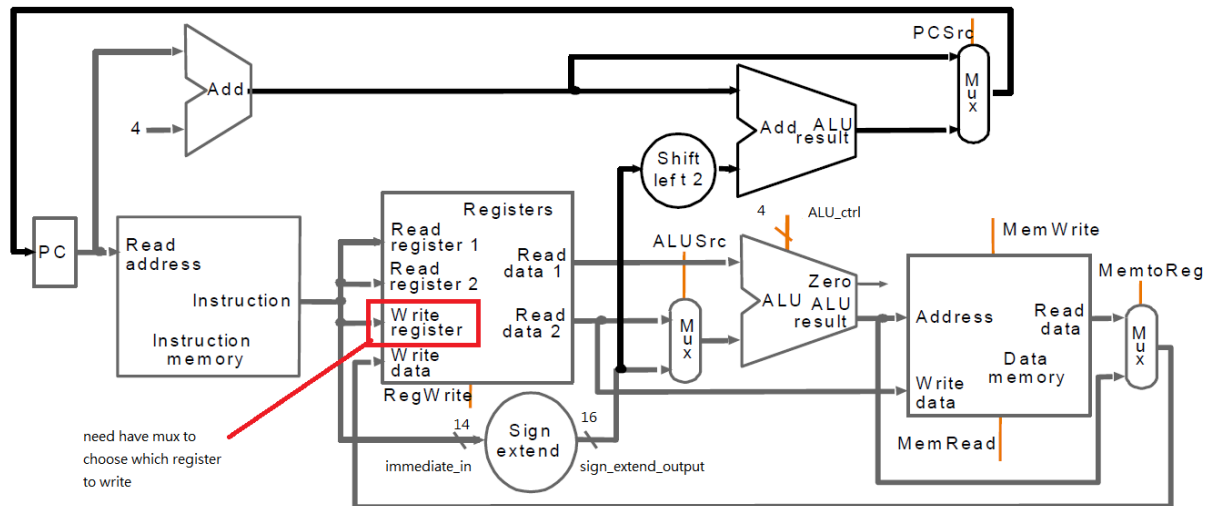 PCSrc
Add
4
Mux
Add ALU
result
Shift
left 2
PC
Read
address
Instruction
Instruction
memory
Registers
Read
register 1
Read
register 2
Write
register
Write
data
Read
data 1
Read
data 2
RegWrite
ALUSrc
Mux
4
ALU_ctrl
Zero
ALU ALU
result
MemWrite
Address
Read
data
Data
memory
Write
data
MemRead
MemtoReg
Mux
14
immediate_in
Sign
extend
16
sign_extend_output
need have mux to
choose which register
to write